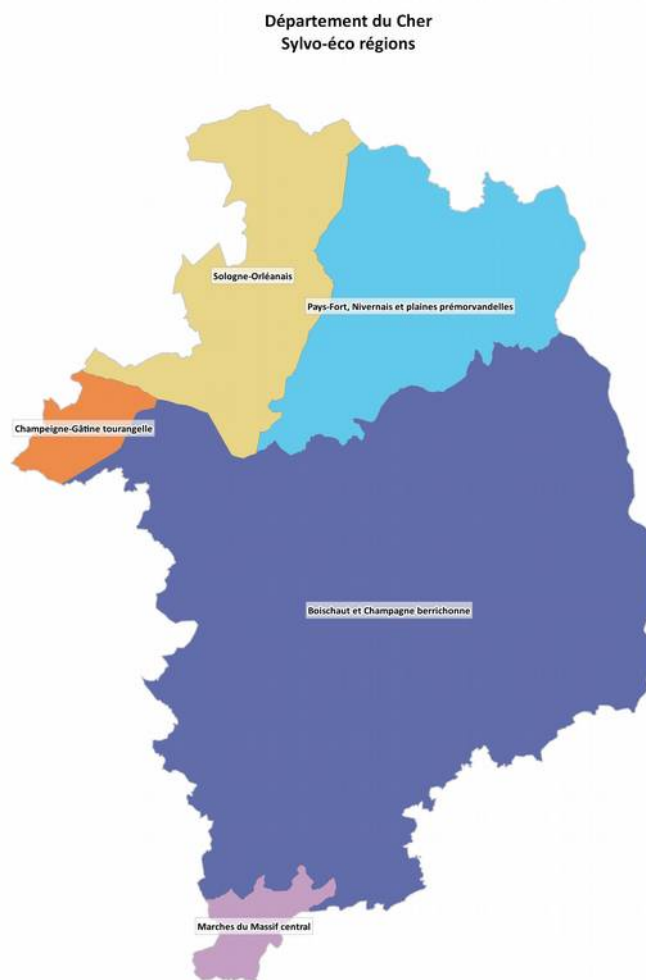 Département du Cher
Sylvo-éco régions
Sologne-Orléanais
Pays-Fort, Nivernais et plaines prémorvandelles
Champeigne-Gâtine tourangelle
Boischaut et Champagne berrichonne
Marches du Massif central